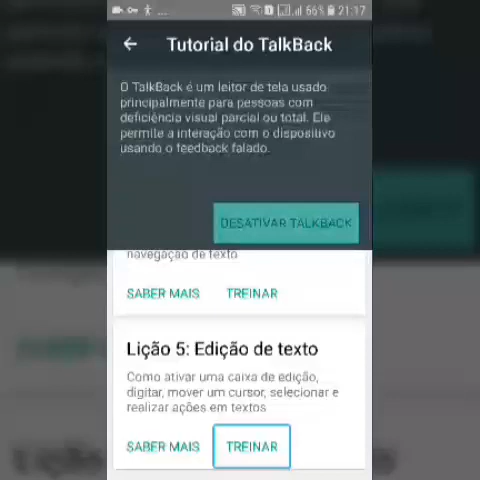 66% 21:17
Tutorial do TalkBack
O TalkBack é um leitor de tela usado
principalmente para pessoas com
deficiência visual parcial ou total. Ele
permite a interação com o dispositivo
usando o feedback falado.
DESATIVAR TALKBACK
navegação de texto
SABER MAIS TREINAR
Lição 5: Edição de texto
Como ativar uma caixa de edição,
digitar, mover um cursor, selecionar e
realizar ações em textos
SABER MAIS TREINAR